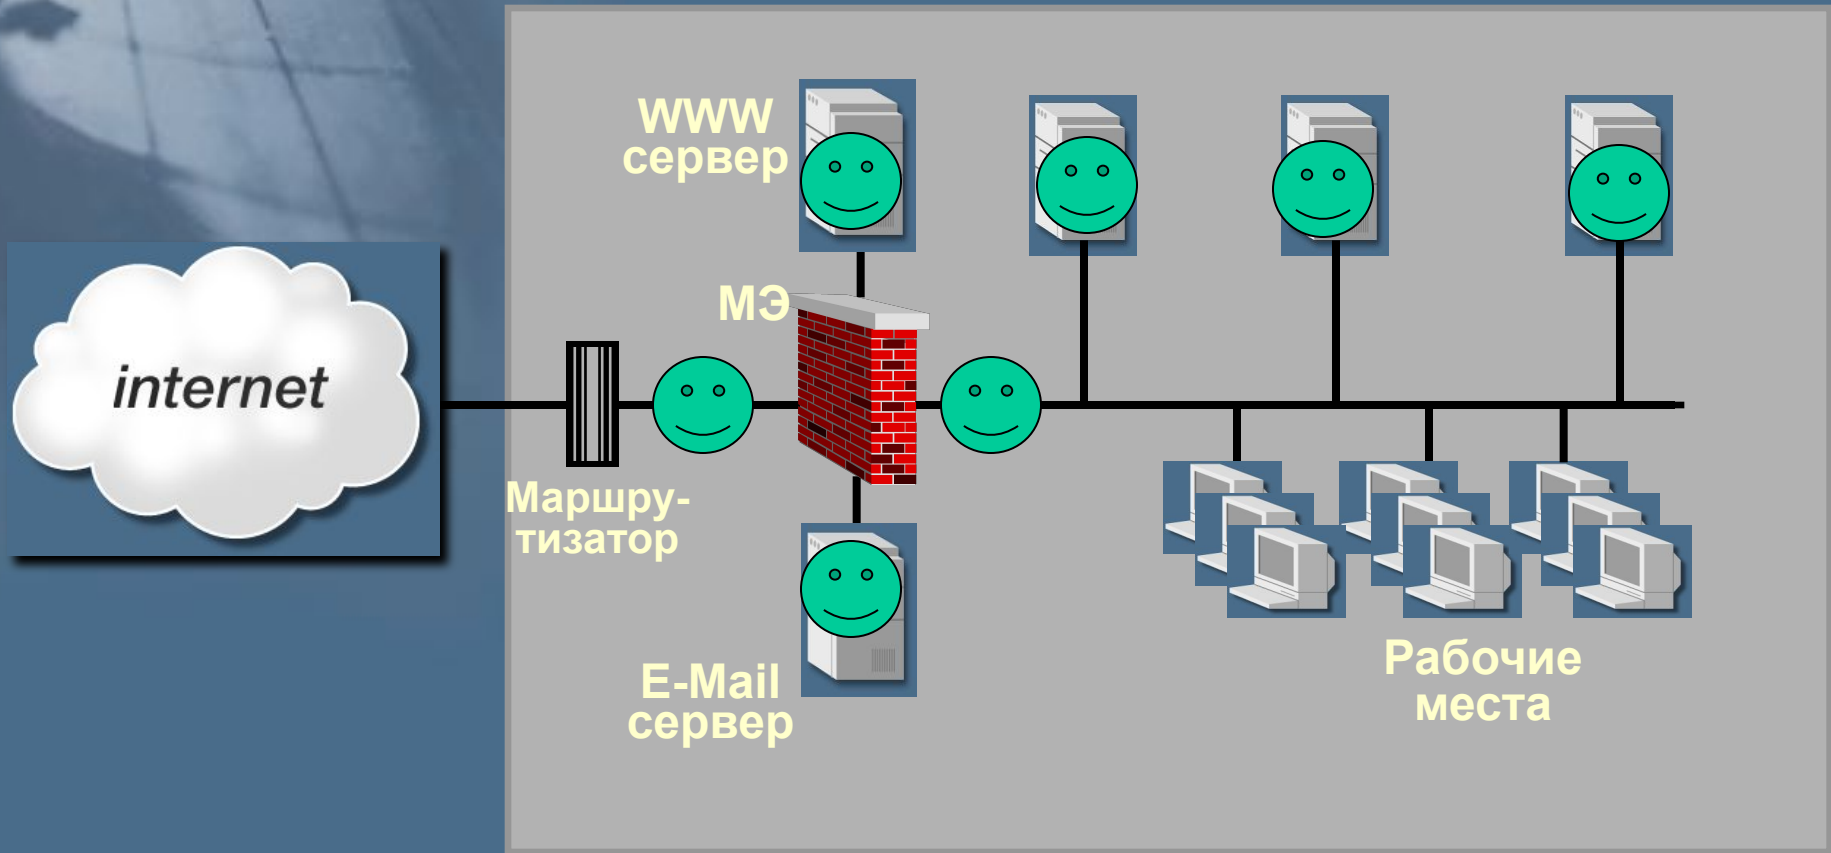 WWW
сервер
МЭ
internet
Маршру-
тизатор
E-Mail
сервер
Рабочие
места